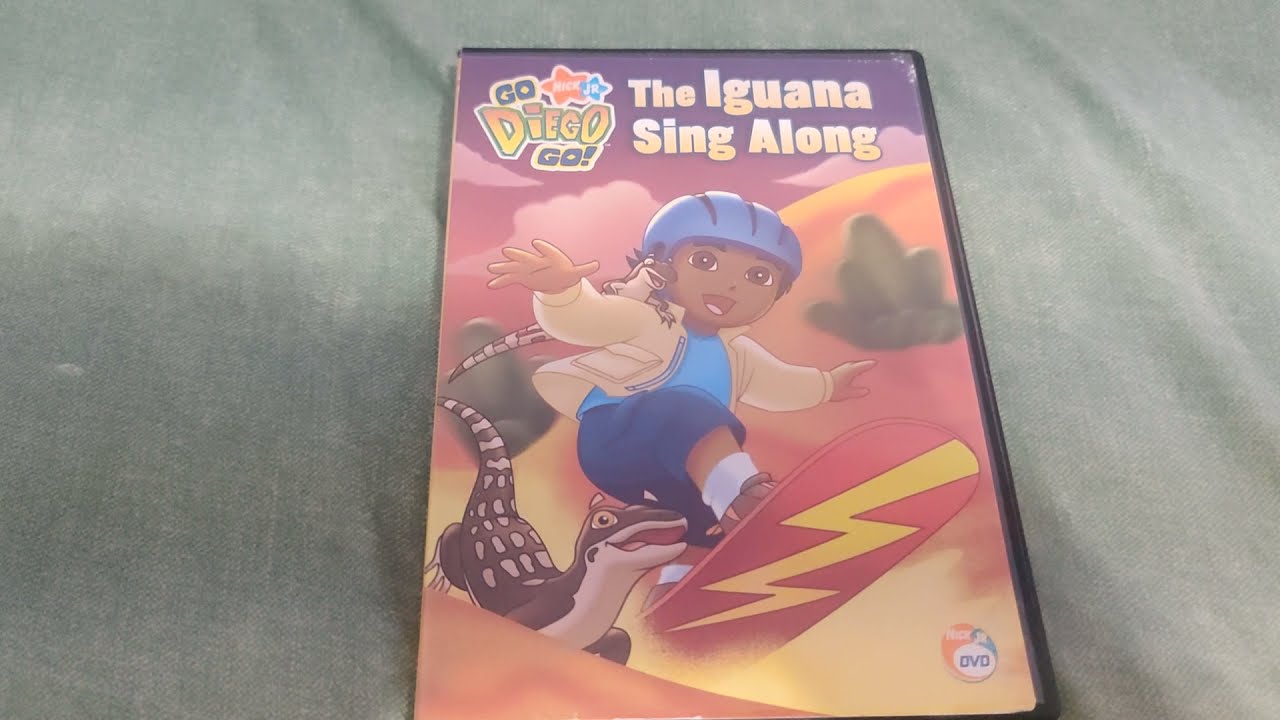 GO
NICK JR
DIEGO
GO!
The Iguana
Sing Along
NICK JR
DVD